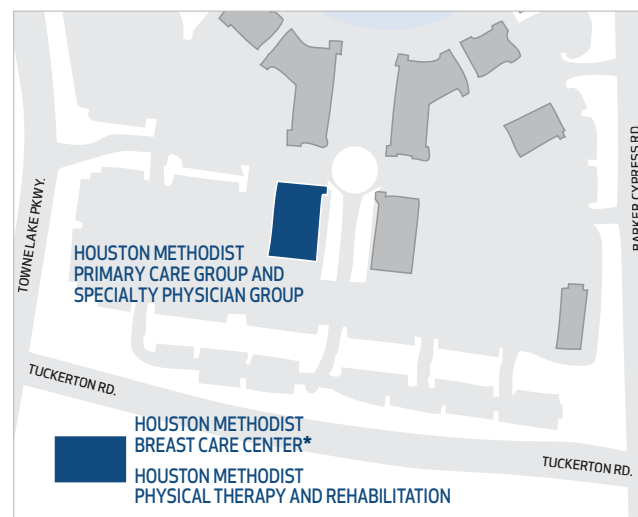 TOWNE LAKE PKWY.
BARKER CYPRESS RD.
HOUSTON METHODIST
PRIMARY CARE GROUP AND
SPECIALTY PHYSICIAN GROUP
TUCKERTON RD.
HOUSTON METHODIST
BREAST CARE CENTER*
HOUSTON METHODIST
PHYSICAL THERAPY AND REHABILITATION
TUCKERTON RD.